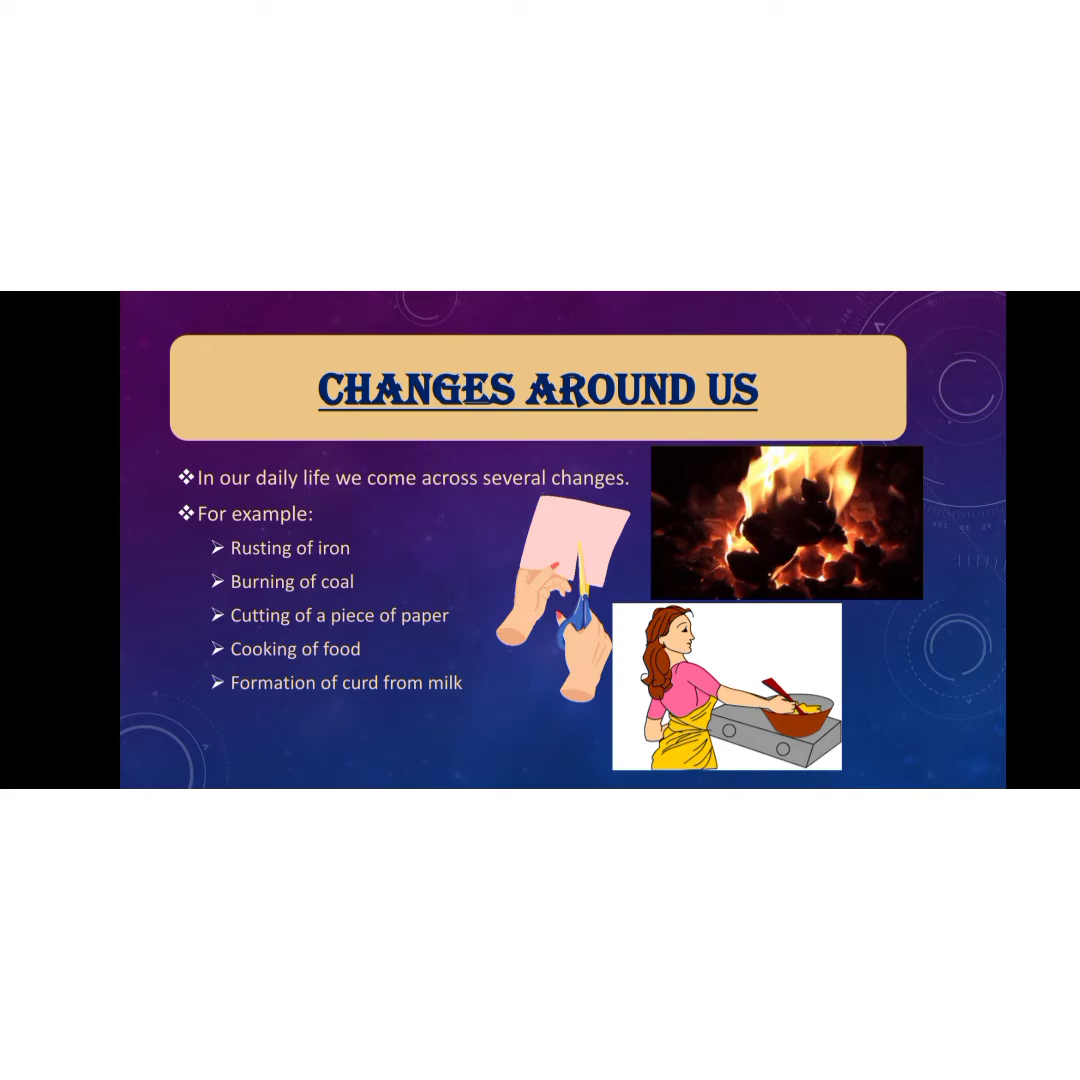 CHANGES AROUND US
❖In our daily life we come across several changes.
❖For example:
➢ Rusting of iron
➢ Burning of coal
➢ Cutting of a piece of paper
➢ Cooking of food
➢ Formation of curd from milk